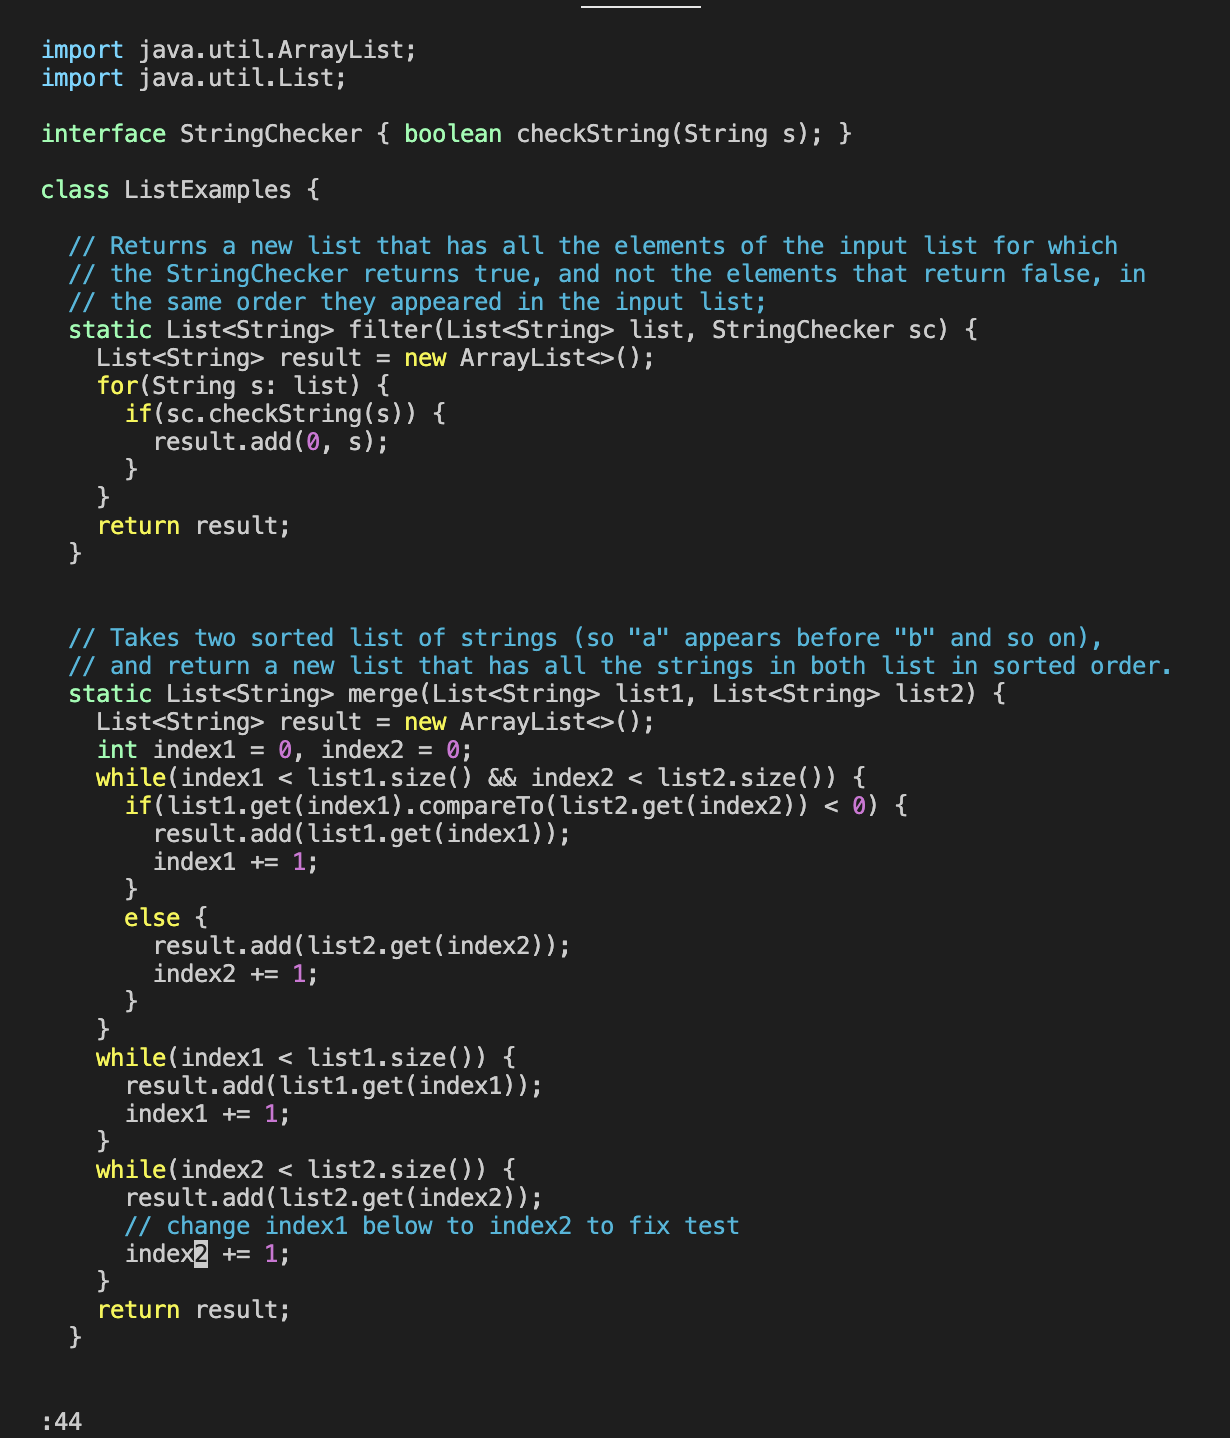 import java.util.ArrayList;
import java.util.List;

interface StringChecker { boolean checkString(String s); }

class ListExamples {

  // Returns a new list that has all the elements of the input list for which
  // the StringChecker returns true, and not the elements that return false, in
  // the same order they appeared in the input list;
  static List<String> filter(List<String> list, StringChecker sc) {
    List<String> result = new ArrayList<>();
    for(String s: list) {
      if(sc.checkString(s)) {
        result.add(0, s);
      }
    }
    return result;
  }


  // Takes two sorted list of strings (so "a" appears before "b" and so on),
  // and return a new list that has all the strings in both list in sorted order.
  static List<String> merge(List<String> list1, List<String> list2) {
    List<String> result = new ArrayList<>();
    int index1 = 0, index2 = 0;
    while(index1 < list1.size() && index2 < list2.size()) {
      if(list1.get(index1).compareTo(list2.get(index2)) < 0) {
        result.add(list1.get(index1));
        index1 += 1;
      }
      else {
        result.add(list2.get(index2));
        index2 += 1;
      }
    }
    while(index1 < list1.size()) {
      result.add(list1.get(index1));
      index1 += 1;
    }
    while(index2 < list2.size()) {
      result.add(list2.get(index2));
      // change index1 below to index2 to fix test
      index2 += 1;
    }
    return result;
  }


:44